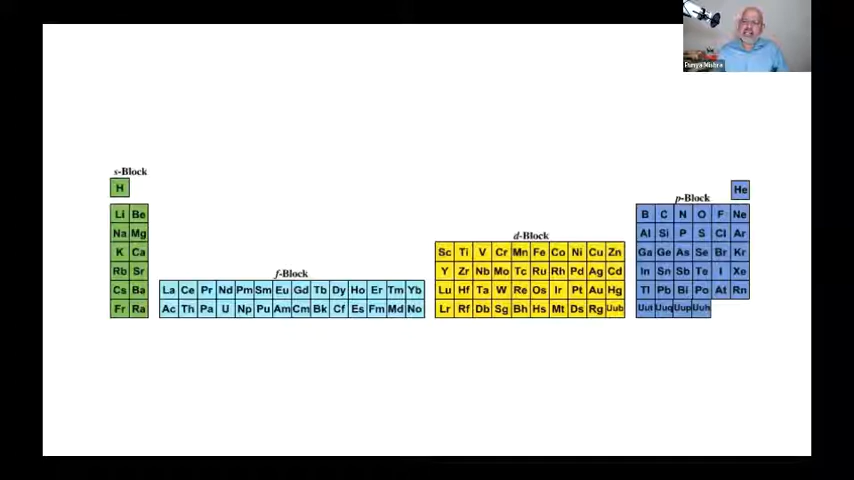 Punya Mishra
s-Block
H He
p-Block
Li Be B C N O F Ne
Na Mg Al Si P S Cl Ar
d-Block
K Ca Sc Ti V Cr Mn Fe Co Ni Cu Zn Ga Ge As Se Br Kr
Rb Sr Y Zr Nb Mo Tc Ru Rh Pd Ag Cd In Sn Sb Te I Xe
f-Block
Cs Ba La Ce Pr Nd Pm Sm Eu Gd Tb Dy Ho Er Tm Yb Lu Hf Ta W Re Os Ir Pt Au Hg Tl Pb Bi Po At Rn
Fr Ra Ac Th Pa U Np Pu Am Cm Bk Cf Es Fm Md No Lr Rf Db Sg Bh Hs Mt Ds Rg Uub Uut Uuq Uup Uuh